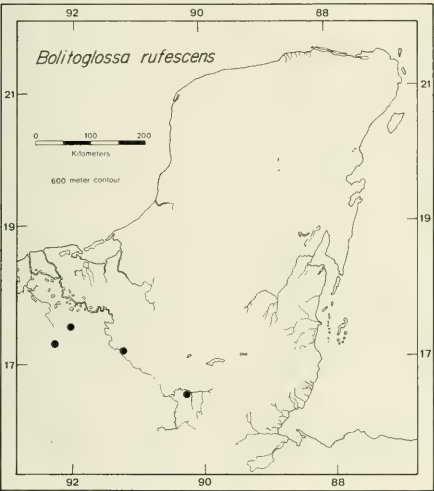 92 90 88
Bolitoglossa rufescens
21 21
0 100 200
Kilometers
600 meter contour
19 19
17 17
92 90 88